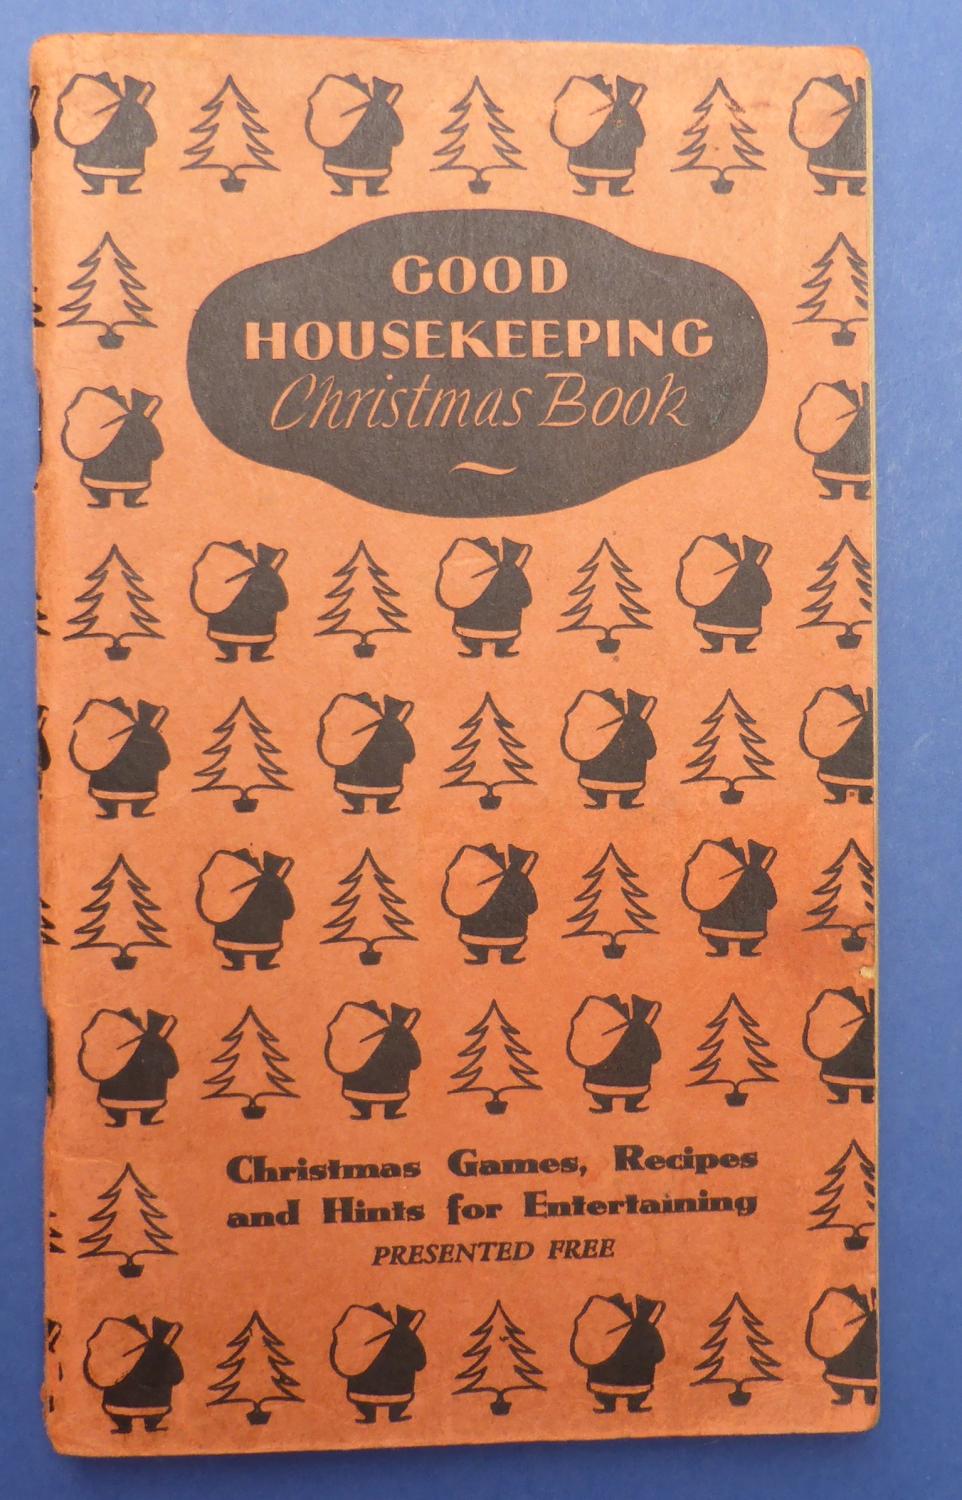 GOOD
HOUSEKEEPING
Christmas Book
Christmas Games, Recipes
and Hints for Entertaining
PRESENTED FREE